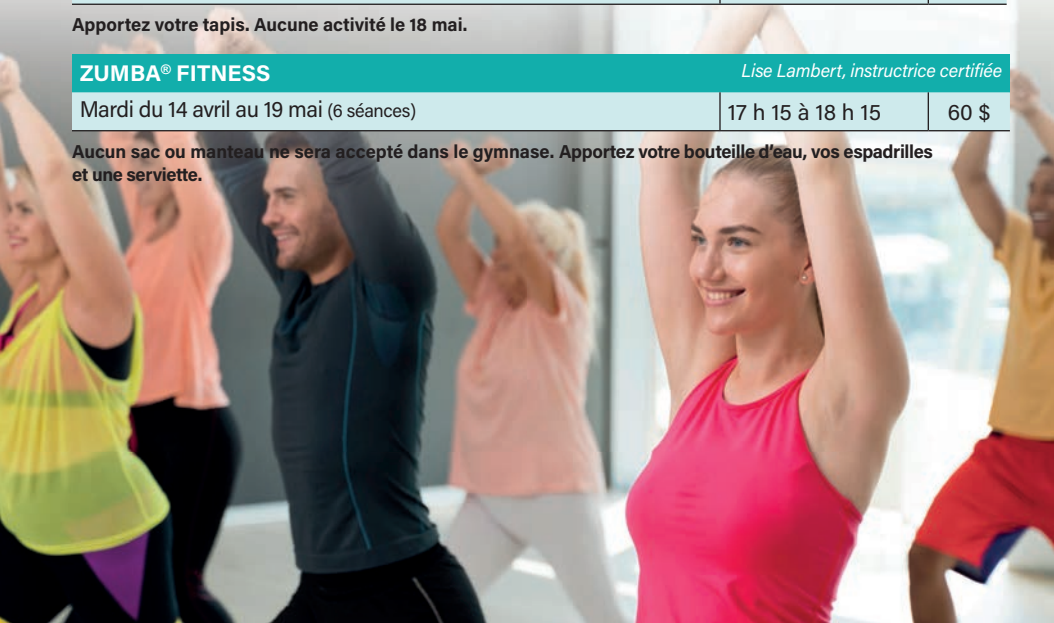 Apportez votre tapis. Aucune activité le 18 mai.
ZUMBA® FITNESS Lise Lambert, instructrice certifiée
Mardi du 14 avril au 19 mai (6 séances) 17 h 15 à 18 h 15 60 $
Aucun sac ou manteau ne sera accepté dans le gymnase. Apportez votre bouteille d’eau, vos espadrilles
et une serviette.